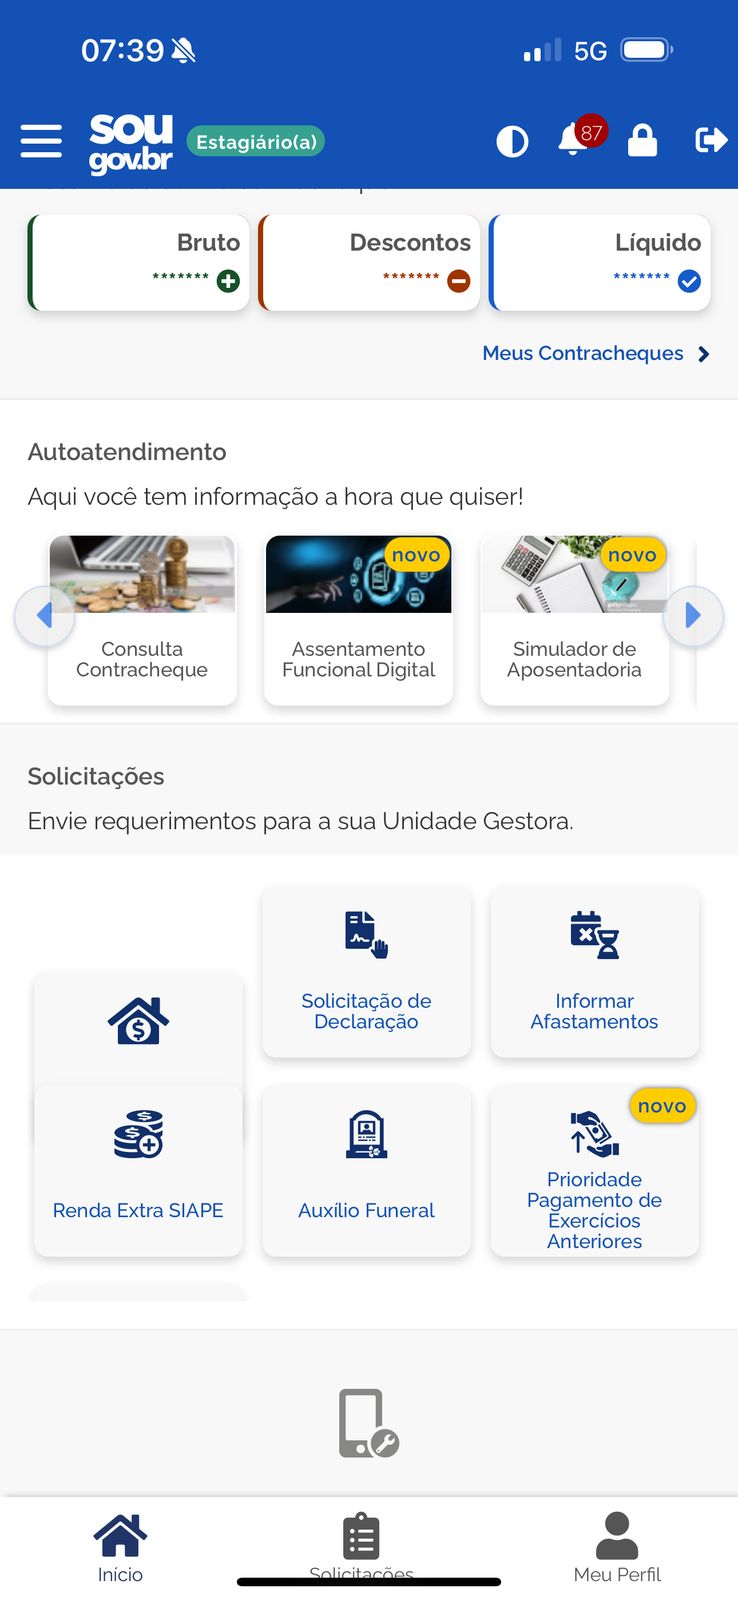 07:39
5G
sou
gov.br
Estagiário(a)
87
Bruto
*******
Descontos
*******
Líquido
*******
Meus Contracheques
Autoatendimento
Aqui você tem informação a hora que quiser!
Consulta
Contracheque
novo
Assentamento
Funcional Digital
novo
Simulador de
Aposentadoria
Solicitações
Envie requerimentos para a sua Unidade Gestora.
Solicitação de
Declaração
Informar
Afastamentos
Renda Extra SIAPE
Auxílio Funeral
novo
Prioridade
Pagamento de
Exercícios
Anteriores
Início
Solicitações
Meu Perfil